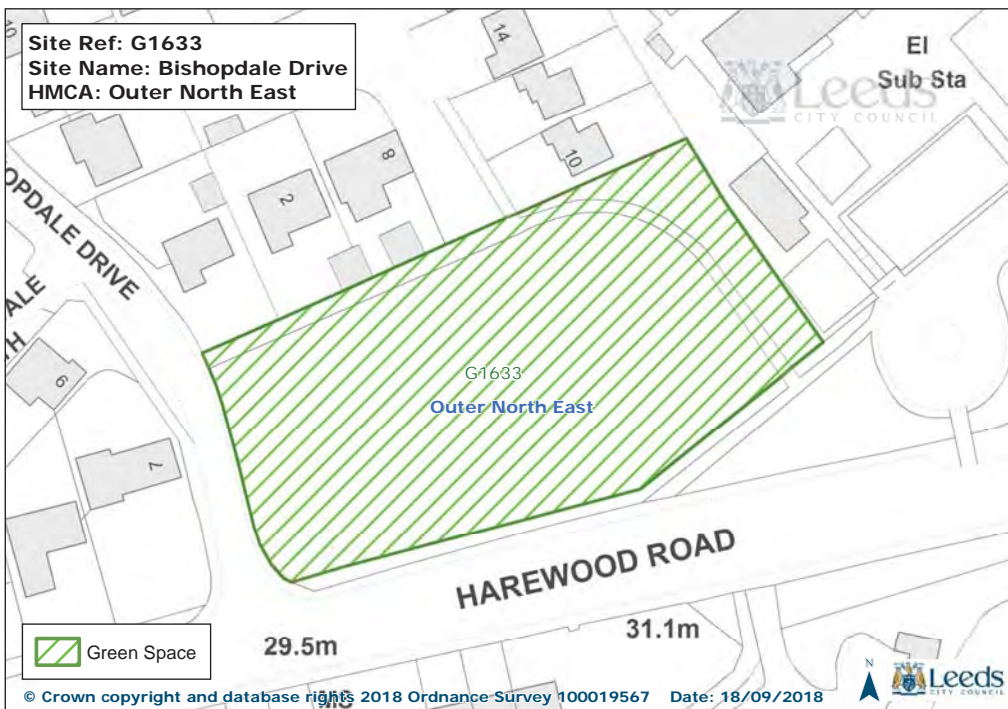 Site Ref: G1633
Site Name: Bishopdale Drive
HMCA: Outer North East
14
El
Sub Sta
Leeds
CITY COUNCIL
10
8
2
OPDALE DRIVE
ALE
TH
6
7
G1633
Outer North East
HAREWOOD ROAD
29.5m
31.1m
Green Space
MS
N
Leeds
CITY COUNCIL
© Crown copyright and database rights 2018 Ordnance Survey 100019567 Date: 18/09/2018